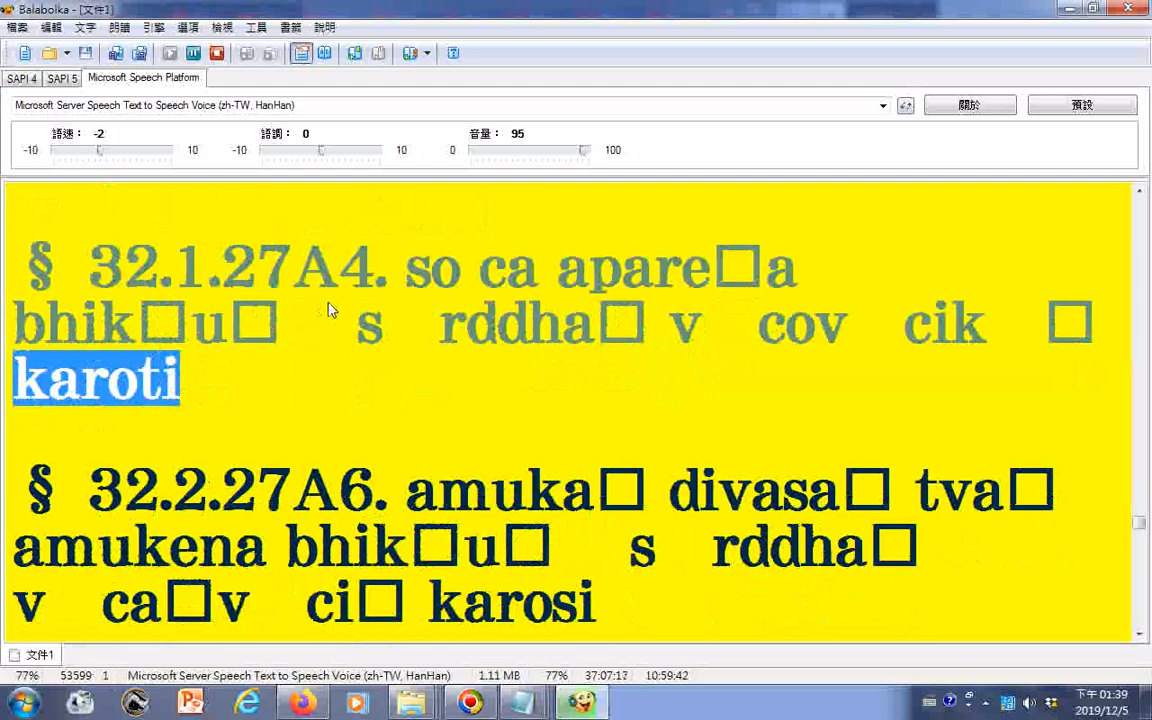 Balabolka - [文件1]
檔案 編輯 文字 朗讀 引擎 選項 檢視 工具 書籤 說明
SAPI 4 SAPI 5 Microsoft Speech Platform
Microsoft Server Speech Text to Speech Voice (zh-TW, HanHan) 關於 預設
語速： -2 語調： 0 音量： 95
-10 10 -10 10 0 100
§ 32.1.27A4. so ca apare□a
bhik□u□ s rddha□ v cov cik □
karoti
§ 32.2.27A6. amuka□ divasa□ tva□
amukena bhik□u□ s rddha□
v ca□v ci□ karosi
文件1
77% 53599 1 Microsoft Server Speech Text to Speech Voice (zh-TW, HanHan) 1.11 MB 77% 37:07:13 10:59:42
下午 01:39
2019/12/5